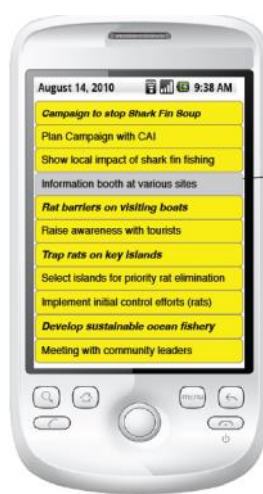 August 14, 2010 9:38 AM
Campaign to stop Shark Fin Soup
Plan Campaign with CAI
Show local impact of shark fin fishing
Information booth at various sites
Rat barriers on visiting boats
Raise awareness with tourists
Trap rats on key islands
Select islands for priority rat elimination
Implement initial control efforts (rats)
Develop sustainable ocean fishery
Meeting with community leaders
menu